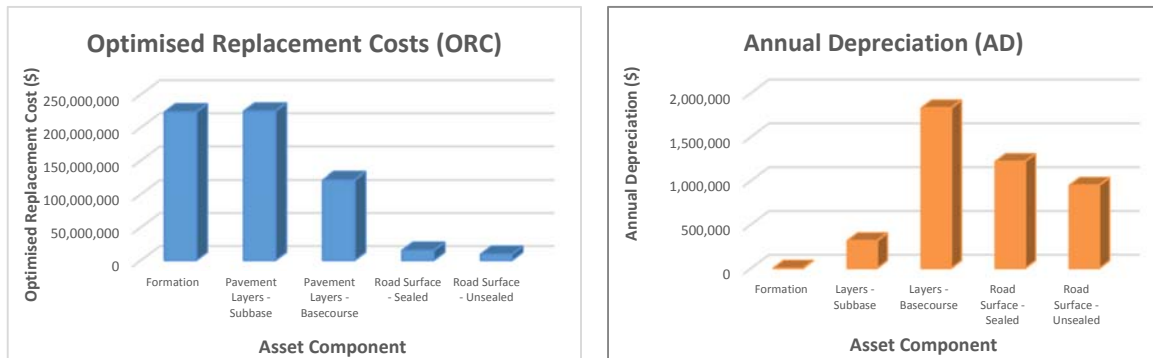 Optimised Replacement Costs (ORC)
Optimised Replacement Cost ($)
250,000,000
200,000,000
150,000,000
100,000,000
50,000,000
0
Formation
Pavement
Layers -
Subbase
Pavement
Layers -
Basecourse
Road Surface
- Sealed
Road Surface
- Unsealed
Asset Component
Annual Depreciation (AD)
Annual Depreciation ($)
2,000,000
1,500,000
1,000,000
500,000
0
Formation
Layers -
Subbase
Layers -
Basecourse
Road
Surface -
Sealed
Road
Surface -
Unsealed
Asset Component